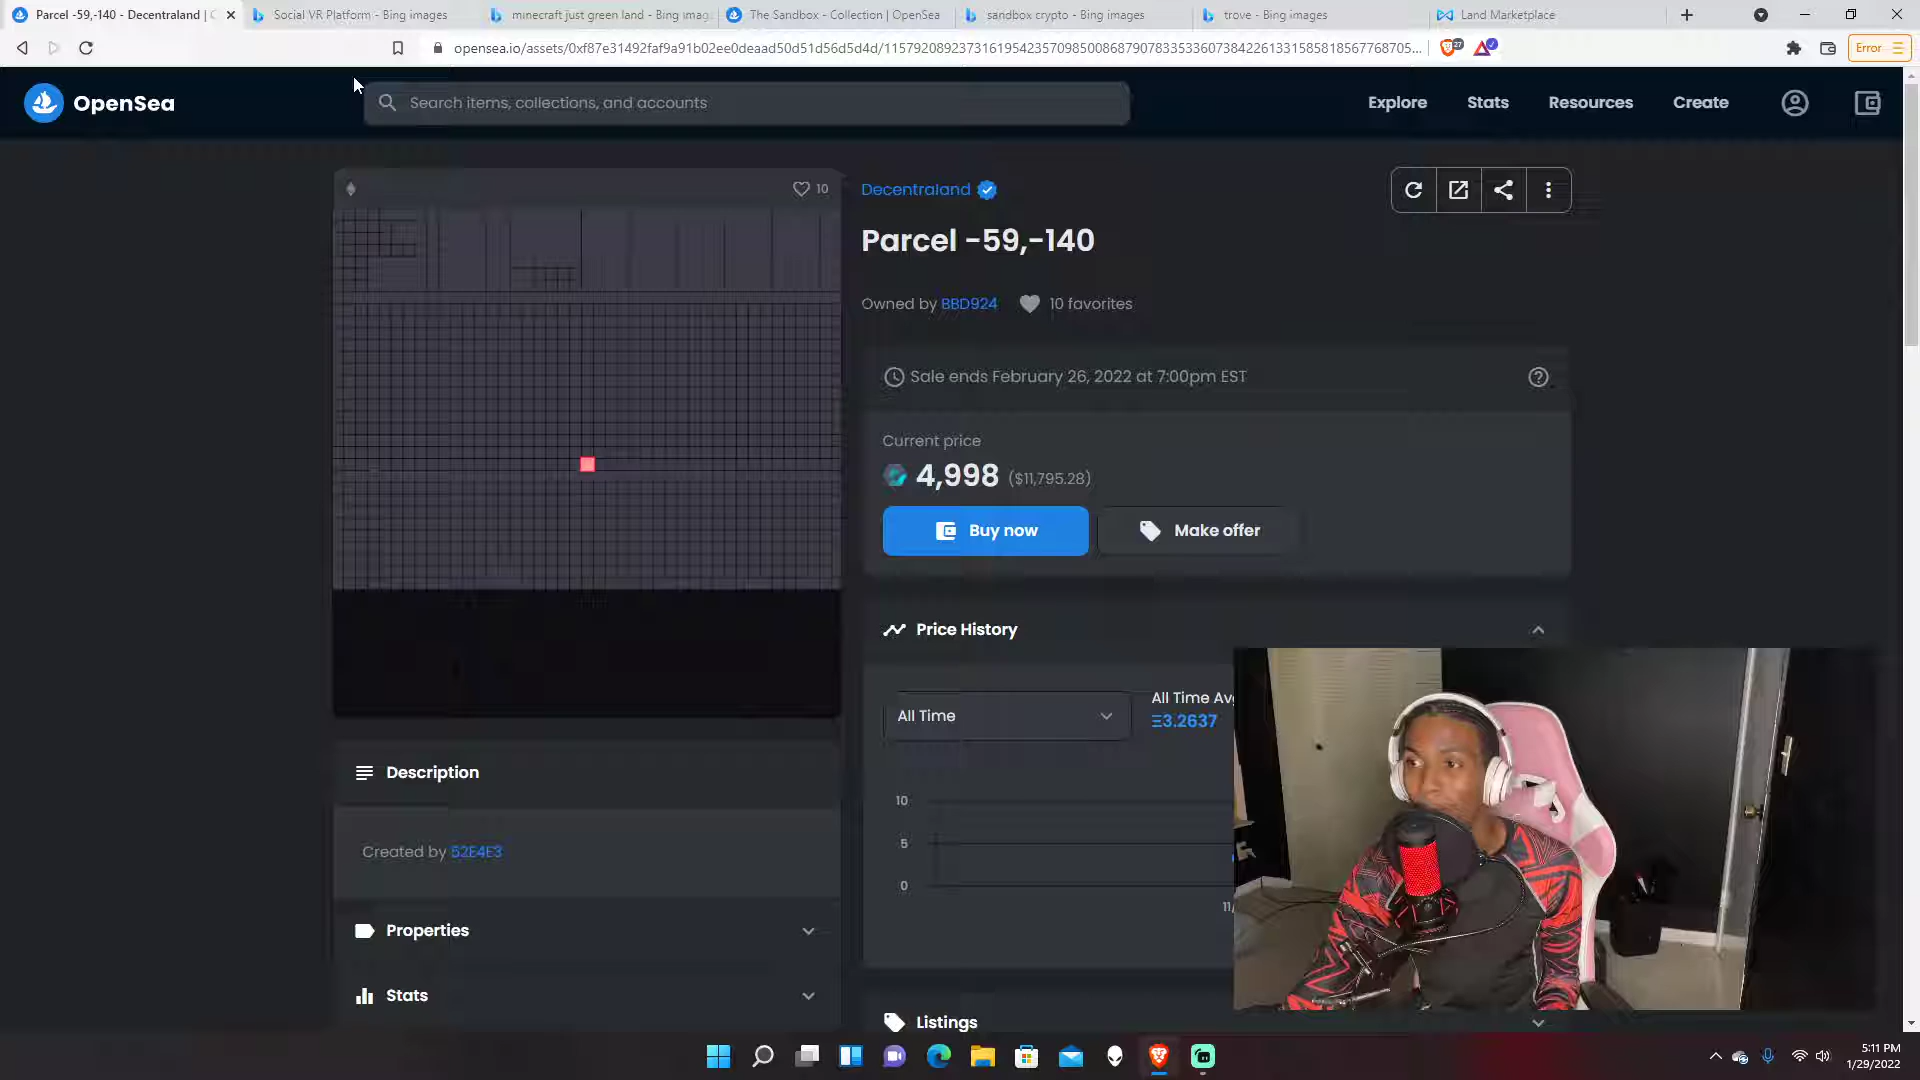 Parcel -59,-140 - Decentraland |
Social VR Platform - Bing images
minecraft just green land - Bing imag
The Sandbox - Collection | OpenSea
sandbox crypto - Bing images
trove - Bing images
Land Marketplace
27
Error
OpenSea
Search items, collections, and accounts
Explore
Stats
Resources
Create
10
Decentraland
Parcel -59,-140
Owned by BBD924
10 favorites
Sale ends February 26, 2022 at 7:00pm EST
Current price
4,998 ($11,795.28)
Buy now
Make offer
Price History
All Time
All Time Av
Ξ3.2637
10
5
0
11/
Description
Created by 52E4E3
Properties
Stats
Listings
5:11 PM
1/29/2022